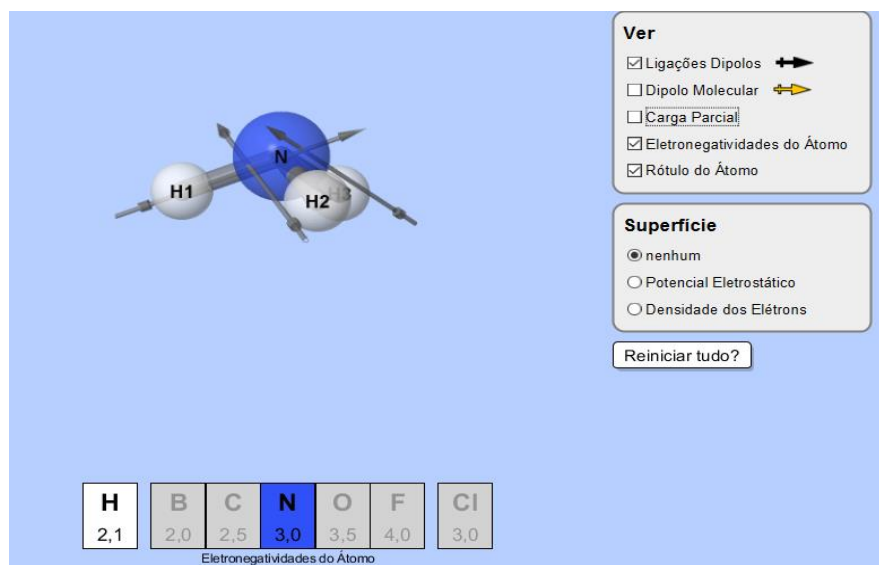 Ver
Ligações Dipolos
Dipolo Molecular
Carga Parcial
Eletronegatividades do Átomo
Rótulo do Átomo
N
H1
H2
H3
Superfície
nenhum
Potencial Eletrostático
Densidade dos Elétrons
Reiniciar tudo?
H B C N O F Cl
2,1 2,0 2,5 3,0 3,5 4,0 3,0
Eletronegatividades do Átomo